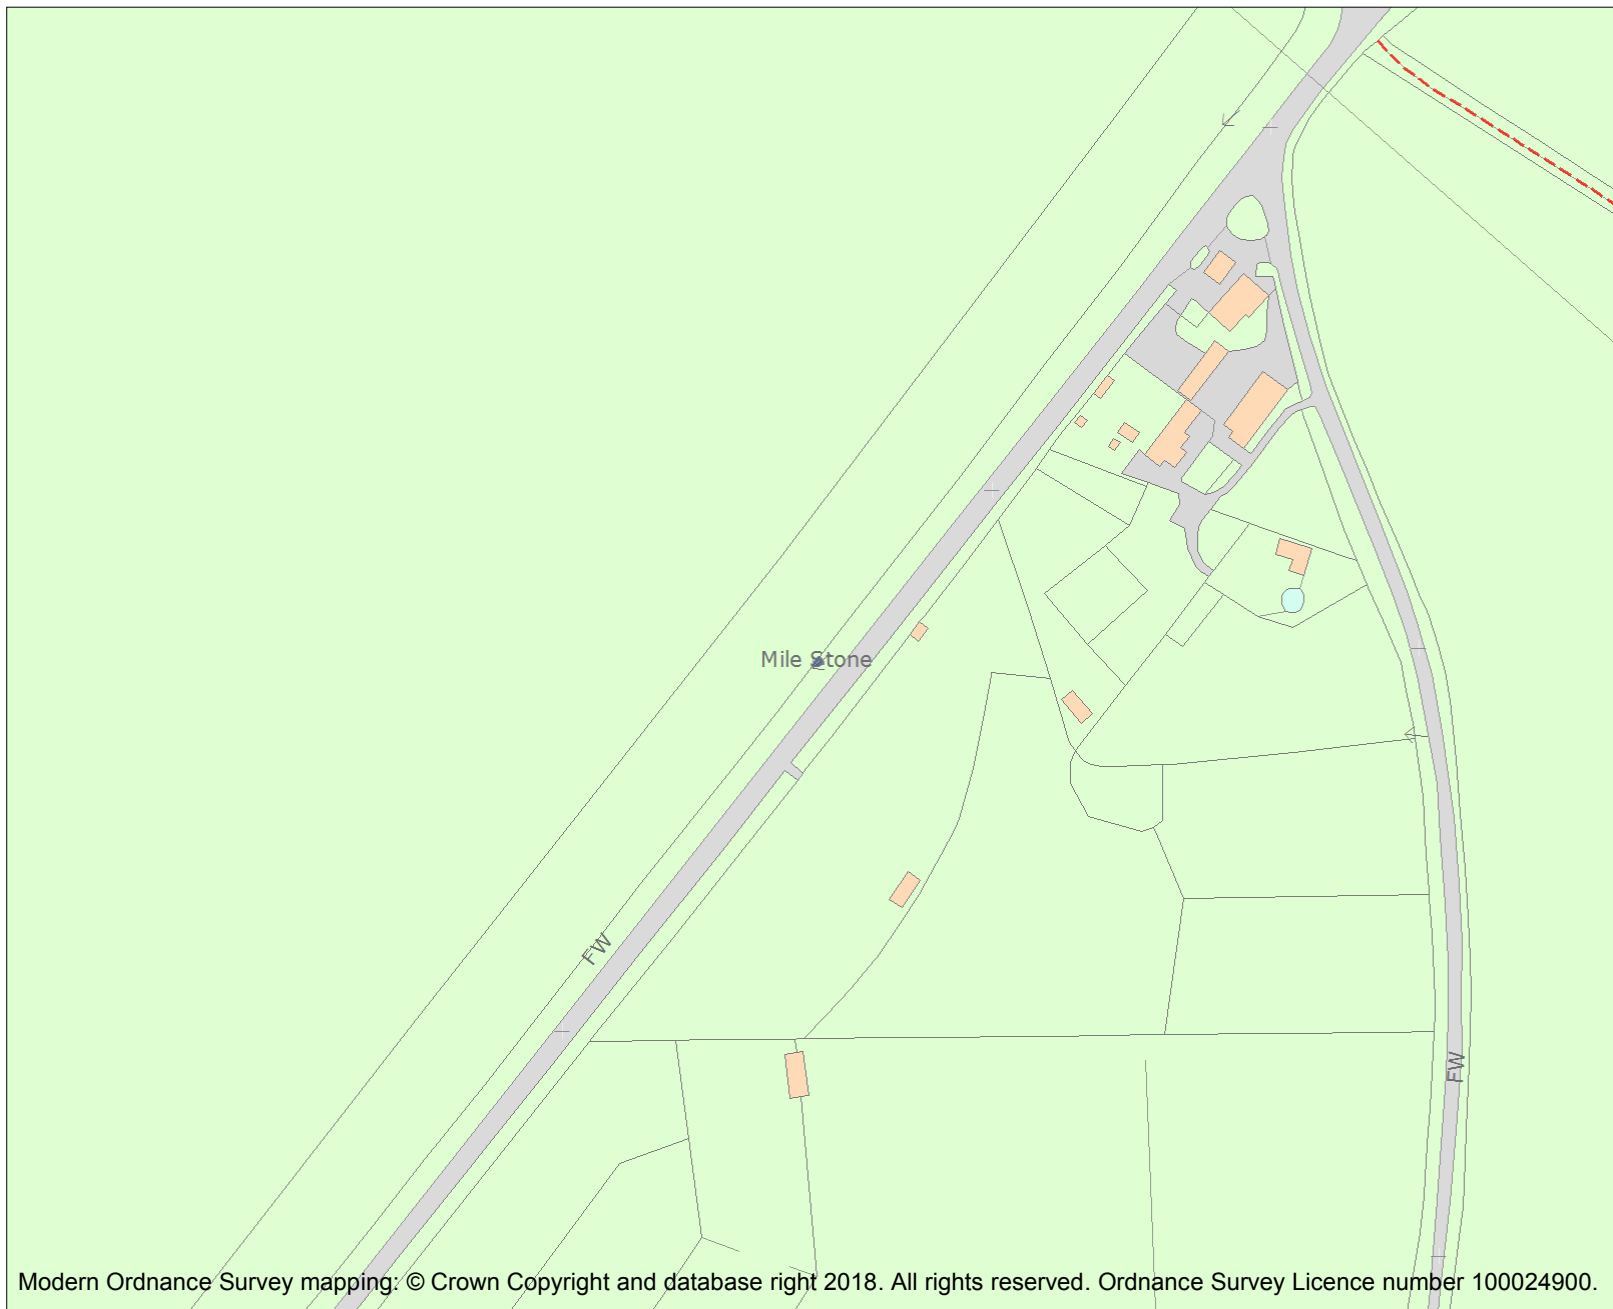 Mile Stone
FW
FW
Modern Ordnance Survey mapping: © Crown Copyright and database right 2018. All rights reserved. Ordnance Survey Licence number 100024900.